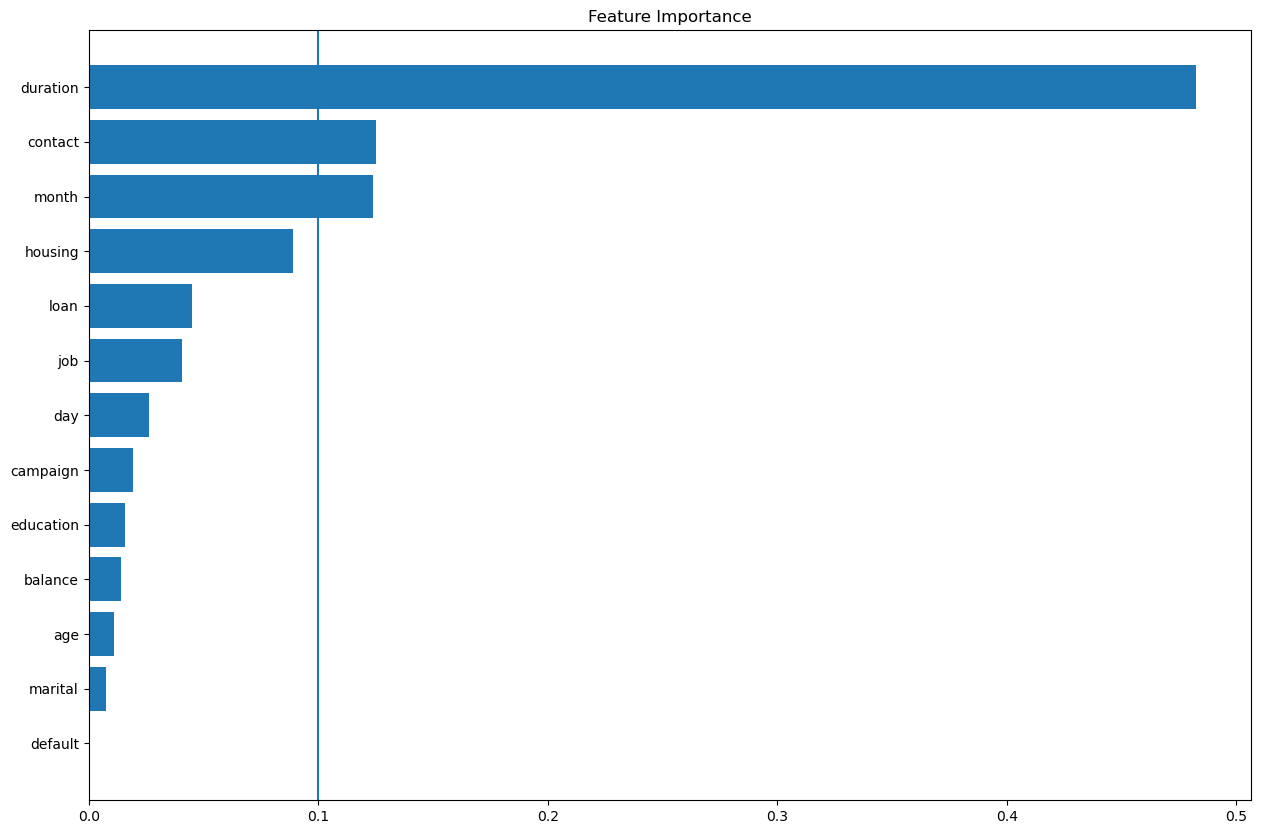 Feature Importance
duration
contact
month
housing
loan
job
day
campaign
education
balance
age
marital
default
0.0 0.1 0.2 0.3 0.4 0.5